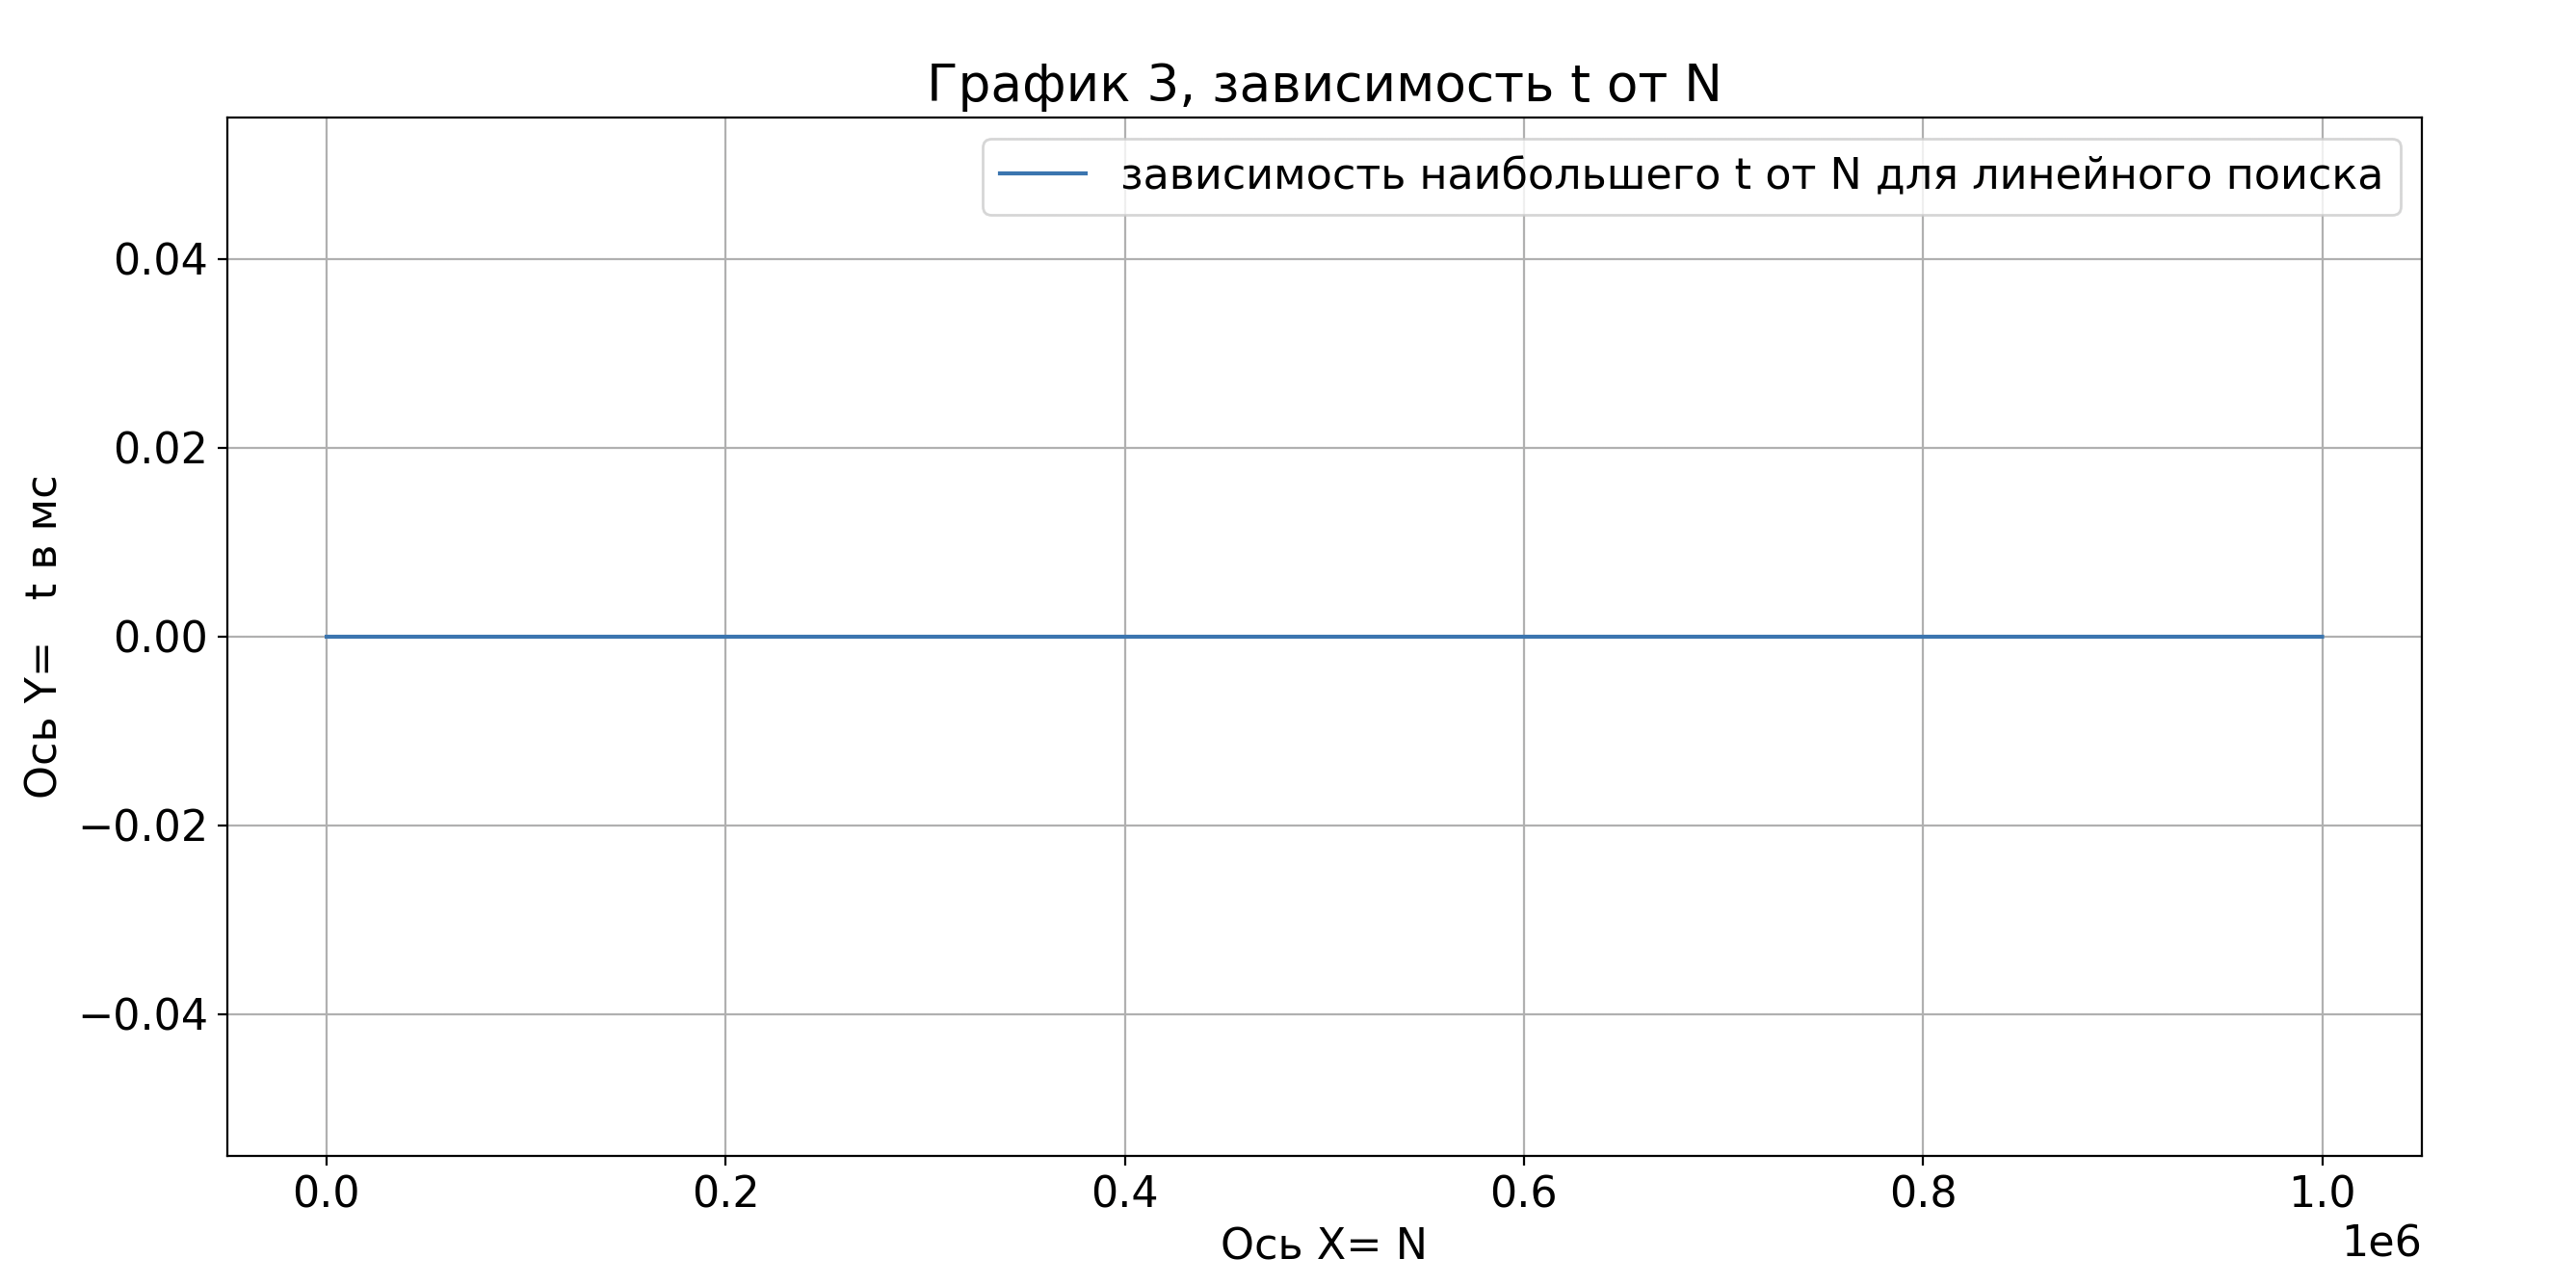 График 3, зависимость t от N
зависимость наибольшего t от N для линейного поиска
0.04
0.02
0.00
−0.02
−0.04
Ось Y=  t в мс
0.0 0.2 0.4 0.6 0.8 1.0
1e6
Ось X= N